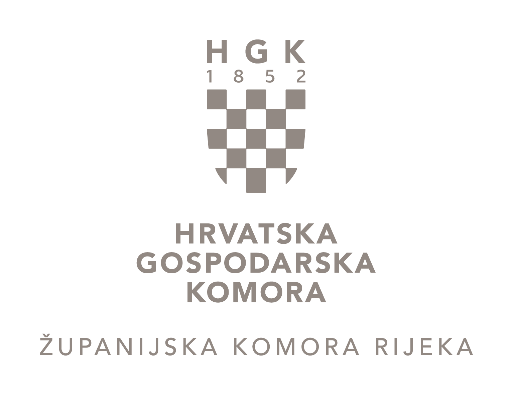 HGK
1852
HRVATSKA
GOSPODARSKA
KOMORA
ŽUPANIJSKA KOMORA RIJEKA